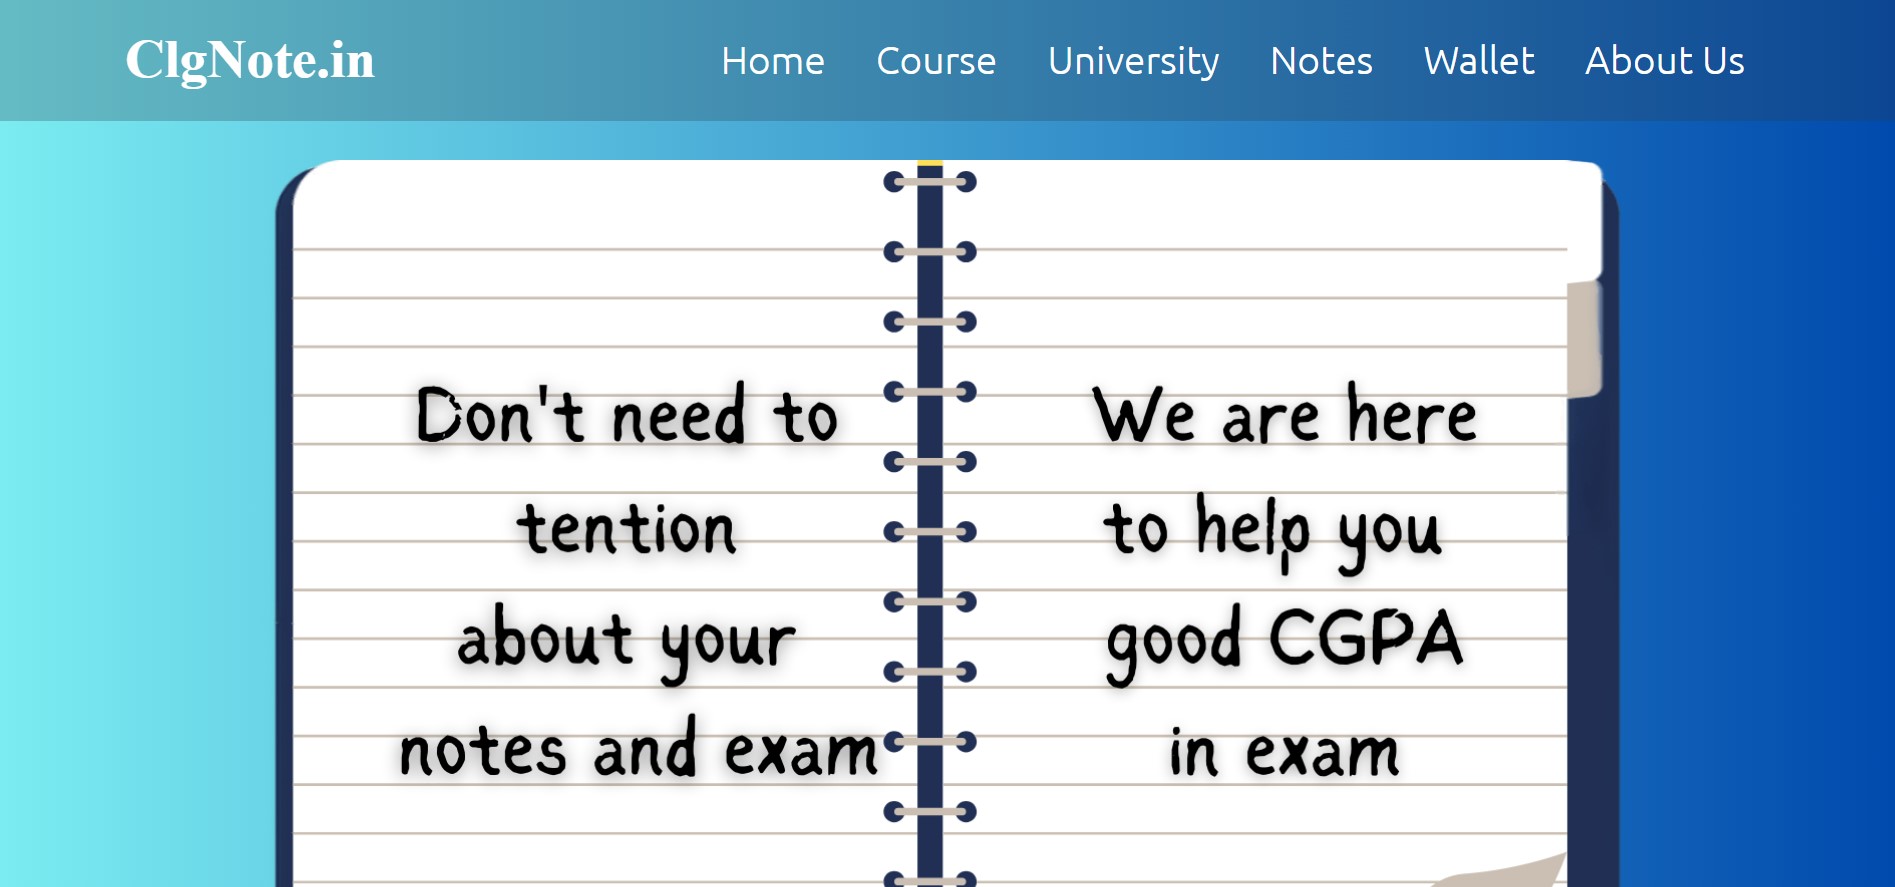 ClgNote.in
Home Course University Notes Wallet About Us
Don't need to
tention
about your
notes and exam
We are here
to help you
good CGPA
in exam